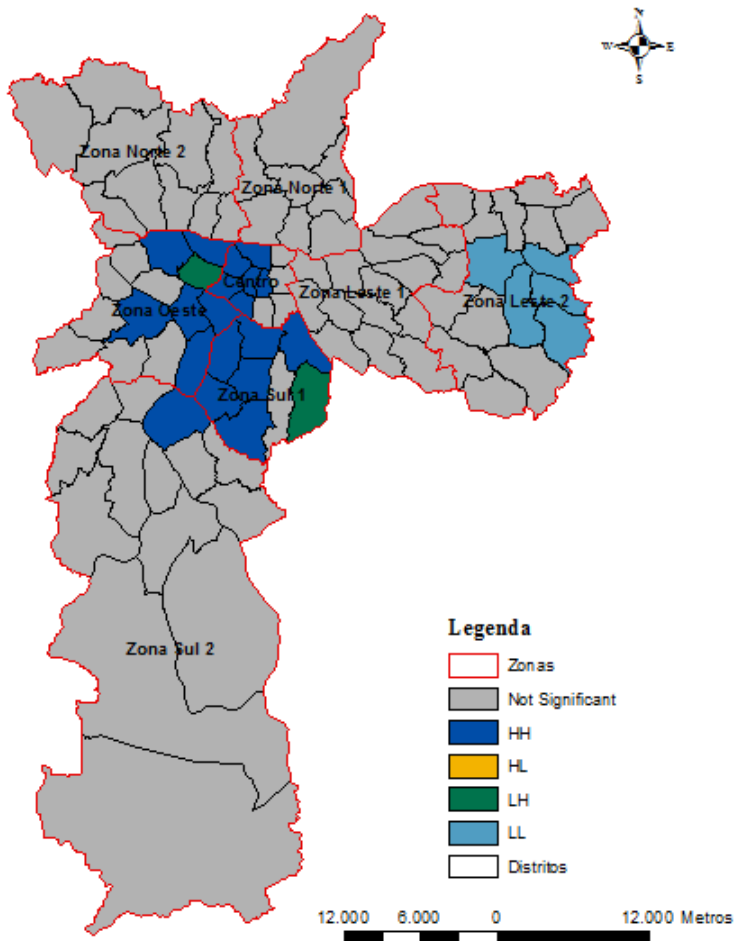 N
W E
S
Zona Norte 2
Zona Norte 1
Centro
Zona Leste 1
Zona Leste 2
Zona Oeste
Zona Sul 1
Zona Sul 2
Legenda
Zonas
Not Significant
HH
HL
LH
LL
Distritos
12.000 6.000 0 12.000 Metros